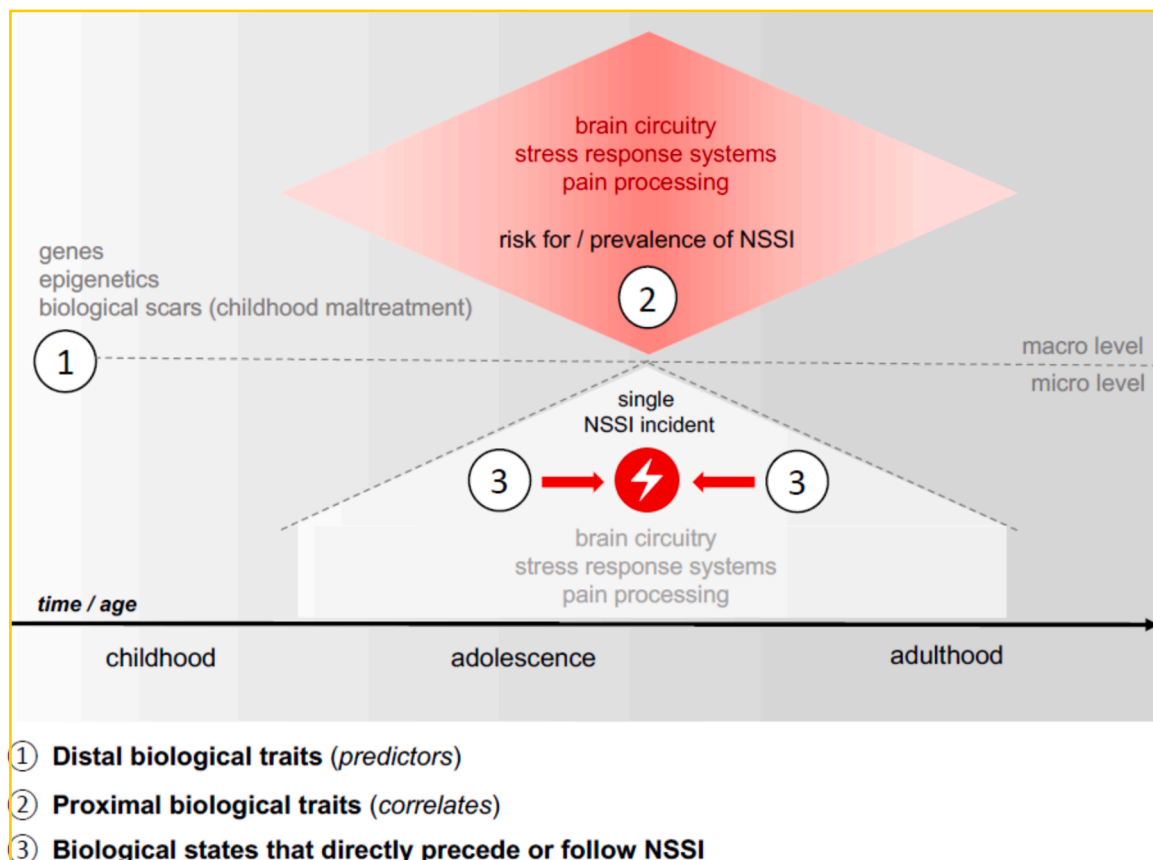 brain circuitry
stress response systems
pain processing
risk for / prevalence of NSSI
2
genes
epigenetics
biological scars (childhood maltreatment)
1
macro level
micro level
single
NSSI incident
3
3
brain circuitry
stress response systems
pain processing
time / age
childhood
adolescence
adulthood
① Distal biological traits (predictors)
② Proximal biological traits (correlates)
③ Biological states that directly precede or follow NSSI